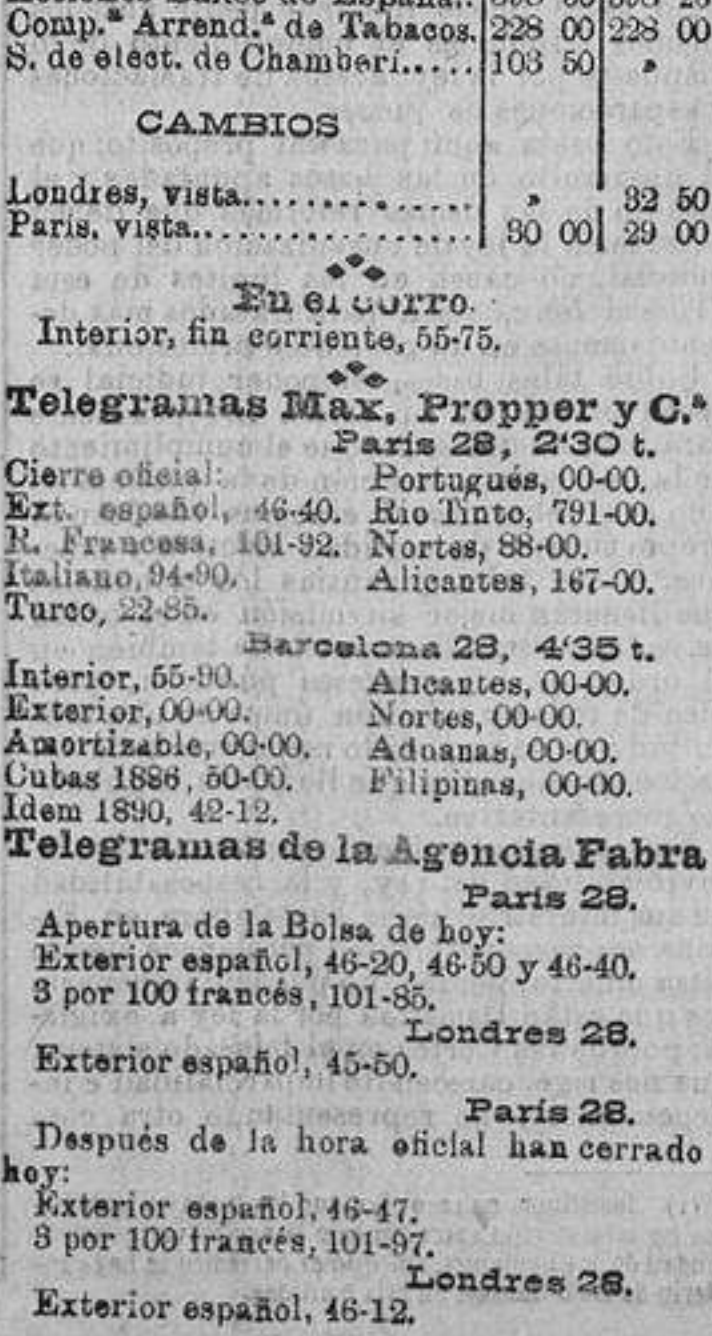 Comp.ª Arrend.ª de Tabacos. 228 00 228 00
S. de elect. de Chamberí..... 103 50 »
CAMBIOS
Londres, vista................ » 32 50
París, vista................... 30 00 29 00
En el corro.
Interior, fin corriente, 55-75.
Telegramas Max, Propper y C.ª
París 28, 2'30 t.
Cierre oficial: Portugués, 00-00.
Ext. español, 46-40. Rio Tinto, 791-00.
R. Francesa, 101-92. Nortes, 88-00.
Italiano, 94-90. Alicantes, 167-00.
Turco, 22-85.
Barcelona 28, 4'35 t.
Interior, 55-90. Alicantes, 00-00.
Exterior, 00-00. Nortes, 00-00.
Amortizable, 00-00. Aduanas, 00-00.
Cubas 1886, 50-00. Filipinas, 00-00.
Idem 1890, 42-12.
Telegramas de la Agencia Fabra
París 28.
Apertura de la Bolsa de hoy:
Exterior español, 46-20, 46-50 y 46-40.
3 por 100 francés, 101-85.
Londres 28.
Exterior español, 45-50.
París 28.
Después de la hora oficial han cerrado
hoy:
Exterior español, 46-47.
3 por 100 francés, 101-97.
Londres 28.
Exterior español, 46-12.